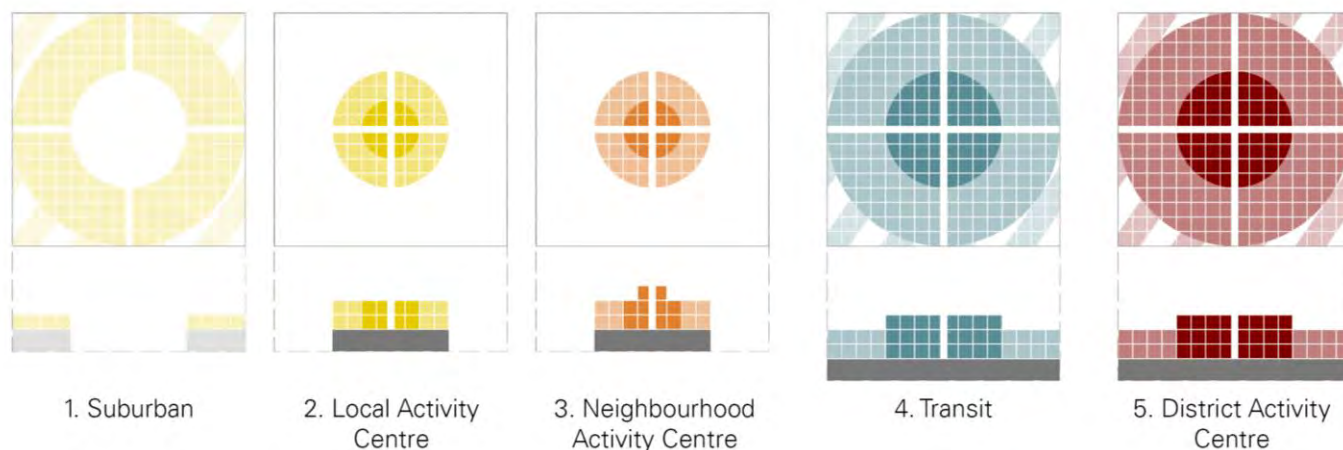 1. Suburban
2. Local Activity
Centre
3. Neighbourhood
Activity Centre
4. Transit
5. District Activity
Centre